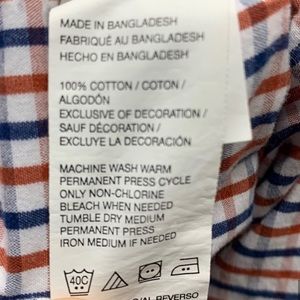 MADE IN BANGLADESH
FABRIQUÉ AU BANGLADESH
HECHO EN BANGLADESH
100% COTTON / COTON /
ALGODÓN
EXCLUSIVE OF DECORATION /
SAUF DÉCORATION /
EXCLUYE LA DECORACIÓN
MACHINE WASH WARM
PERMANENT PRESS CYCLE
ONLY NON-CHLORINE
BLEACH WHEN NEEDED
TUMBLE DRY MEDIUM
PERMANENT PRESS
IRON MEDIUM IF NEEDED
40C
/AL REVERSO